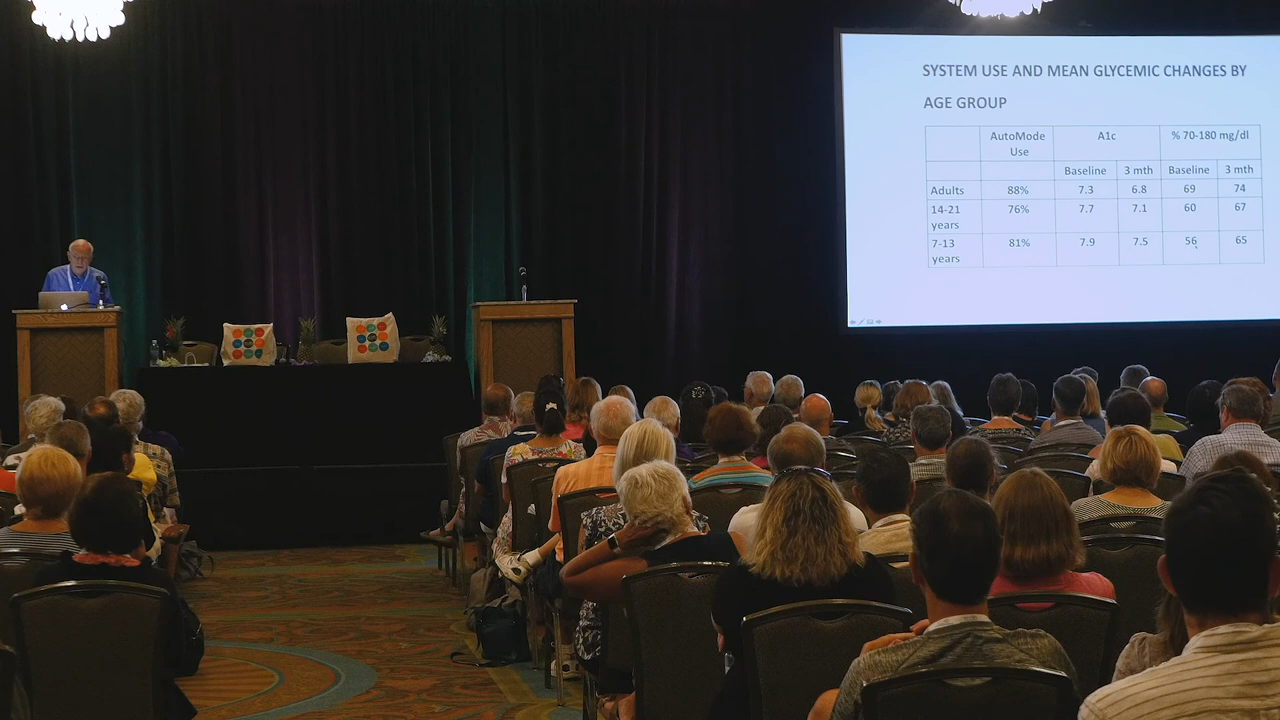 SYSTEM USE AND MEAN GLYCEMIC CHANGES BY
AGE GROUP
AutoMode Use A1c % 70-180 mg/dl
Baseline 3 mth Baseline 3 mth
Adults 88% 7.3 6.8 69 74
14-21 years 76% 7.7 7.1 60 67
7-13 years 81% 7.9 7.5 56 65